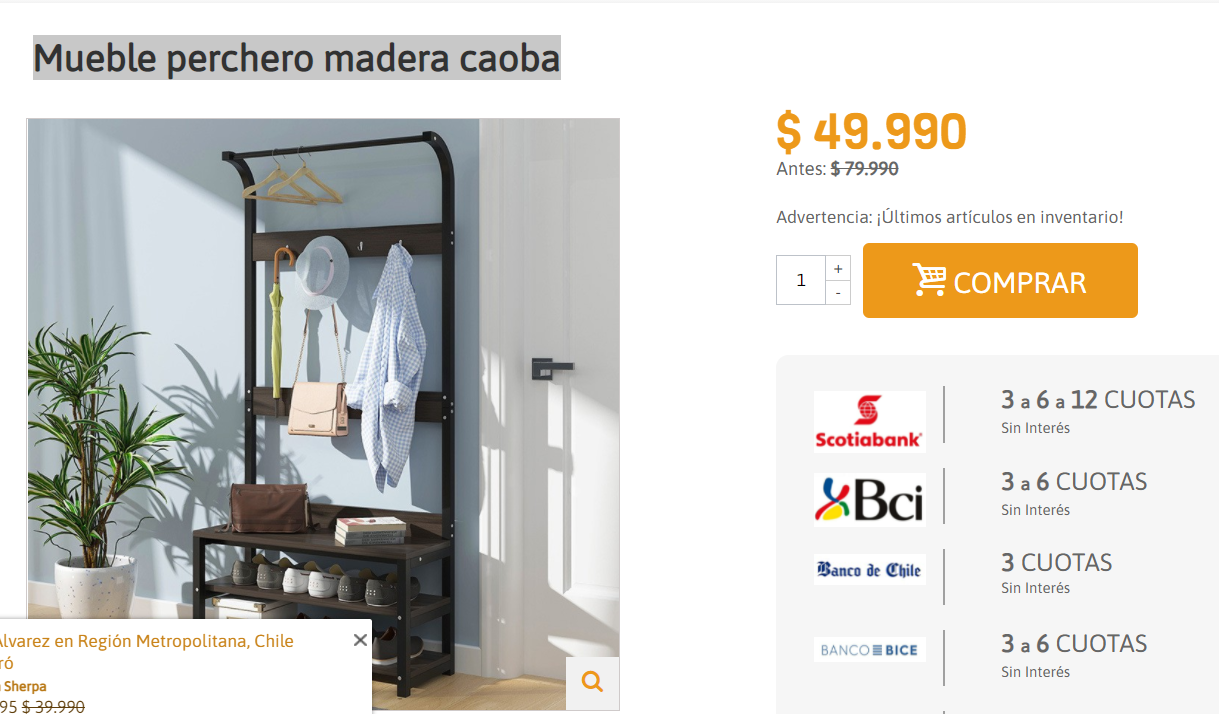 Mueble perchero madera caoba
$ 49.990
Antes: $ 79.990
Advertencia: ¡Últimos artículos en inventario!
1
+
-
COMPRAR
Scotiabank
3 a 6 a 12 CUOTAS
Sin Interés
Bci
3 a 6 CUOTAS
Sin Interés
Banco de Chile
3 CUOTAS
Sin Interés
BANCO BICE
3 a 6 CUOTAS
Sin Interés
Alvarez en Región Metropolitana, Chile
ró
Sherpa
95 $ 39.990